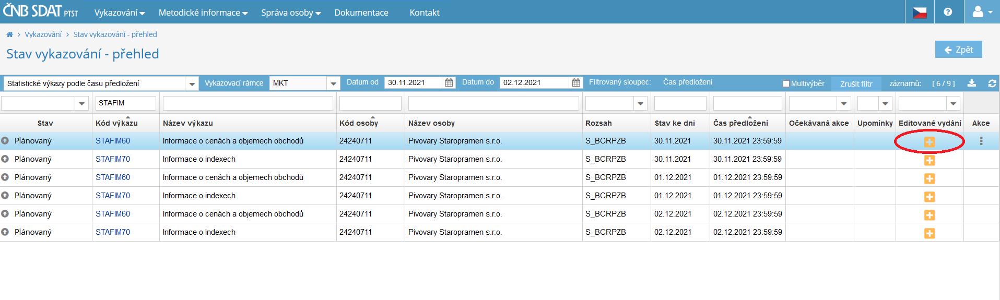 ČNB SDAT PTST Vykazování Metodické informace Správa osoby Dokumentace Kontakt
Vykazování Stav vykazování - přehled
Stav vykazování - přehled
Zpět
Statistické výkazy podle času předložení Vykazovací rámce MKT Datum od 30.11.2021 Datum do 02.12.2021 Filtrovaný sloupec: Čas předložení Multivýběr Zrušit filtr záznamů: [ 6 / 9 ]
STAFIM
Stav Kód výkazu Název výkazu Kód osoby Název osoby Rozsah Stav ke dni Čas předložení Očekávaná akce Upomínky Editované vydání Akce
Plánovaný STAFIM60 Informace o cenách a objemech obchodů 24240711 Pivovary Staropramen s.r.o. S_BCRPZB 30.11.2021 30.11.2021 23:59:59
Plánovaný STAFIM70 Informace o indexech 24240711 Pivovary Staropramen s.r.o. S_BCRPZB 30.11.2021 30.11.2021 23:59:59
Plánovaný STAFIM60 Informace o cenách a objemech obchodů 24240711 Pivovary Staropramen s.r.o. S_BCRPZB 01.12.2021 01.12.2021 23:59:59
Plánovaný STAFIM70 Informace o indexech 24240711 Pivovary Staropramen s.r.o. S_BCRPZB 01.12.2021 01.12.2021 23:59:59
Plánovaný STAFIM60 Informace o cenách a objemech obchodů 24240711 Pivovary Staropramen s.r.o. S_BCRPZB 02.12.2021 02.12.2021 23:59:59
Plánovaný STAFIM70 Informace o indexech 24240711 Pivovary Staropramen s.r.o. S_BCRPZB 02.12.2021 02.12.2021 23:59:59